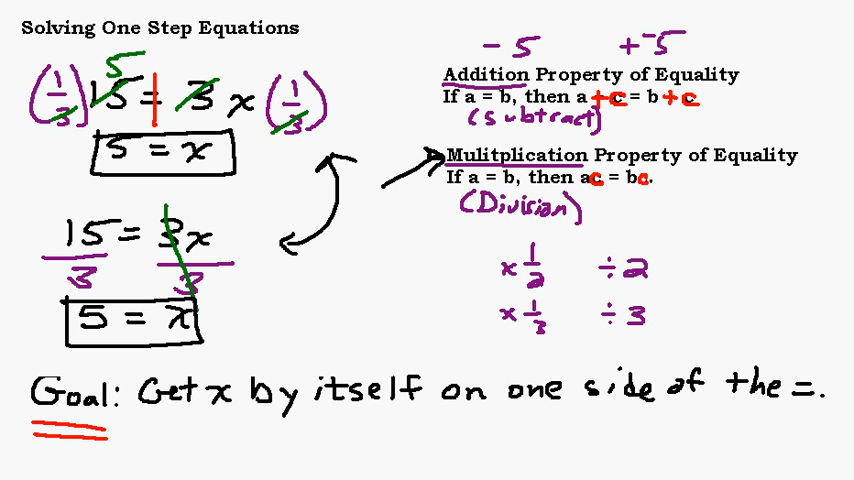 Solving One Step Equations
5
(1/3) 15 = 3x (1/3)
5 = x
15 = 3x
3 3
5 = x
- 5 + -5
Addition Property of Equality
If a = b, then a + c = b + c
(Subtract)
Mulitplication Property of Equality
If a = b, then ac = bc.
(Division)
x 1/2 ÷ 2
x 1/3 ÷ 3
Goal: Get x by itself on one side of the =.